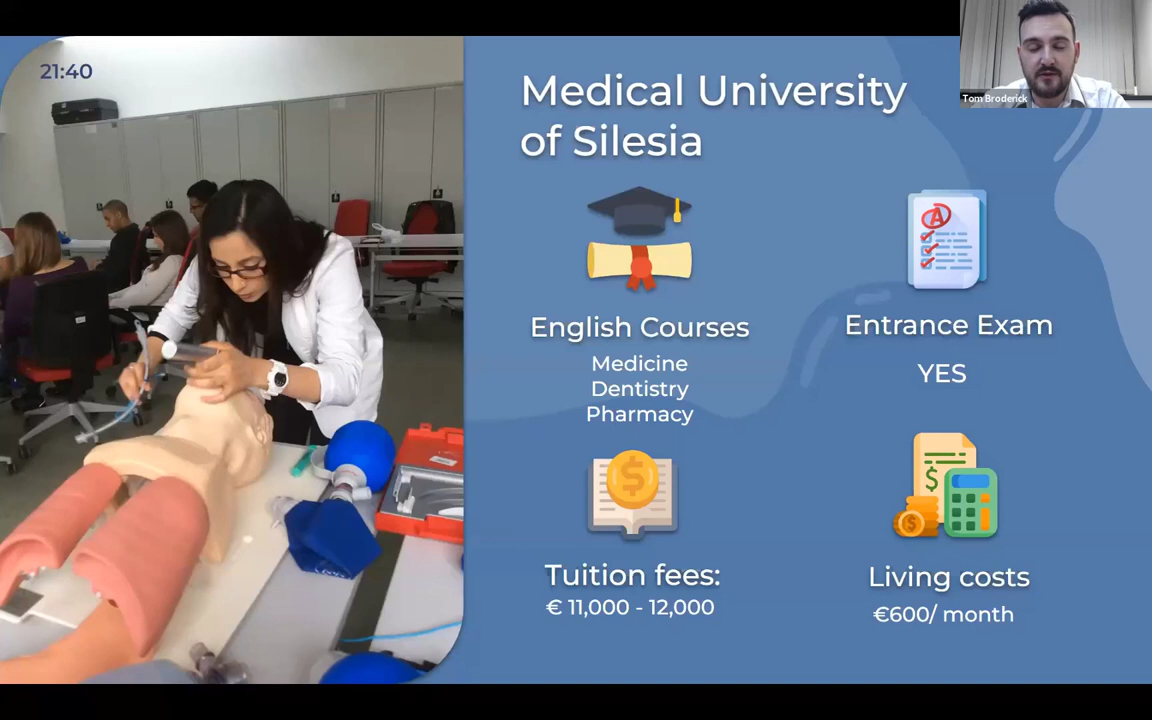 21:40
Medical University
of Silesia
Tom Broderick
A
English Courses
Medicine
Dentistry
Pharmacy
Entrance Exam
YES
$
$
$
Tuition fees:
€ 11,000 - 12,000
Living costs
€600/ month